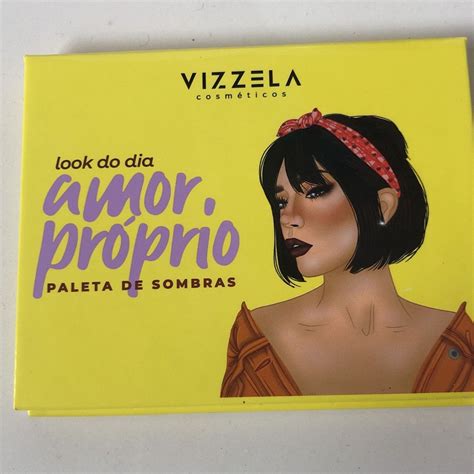 VIZZELA
cosméticos
look do dia
amor
próprio
PALETA DE SOMBRAS